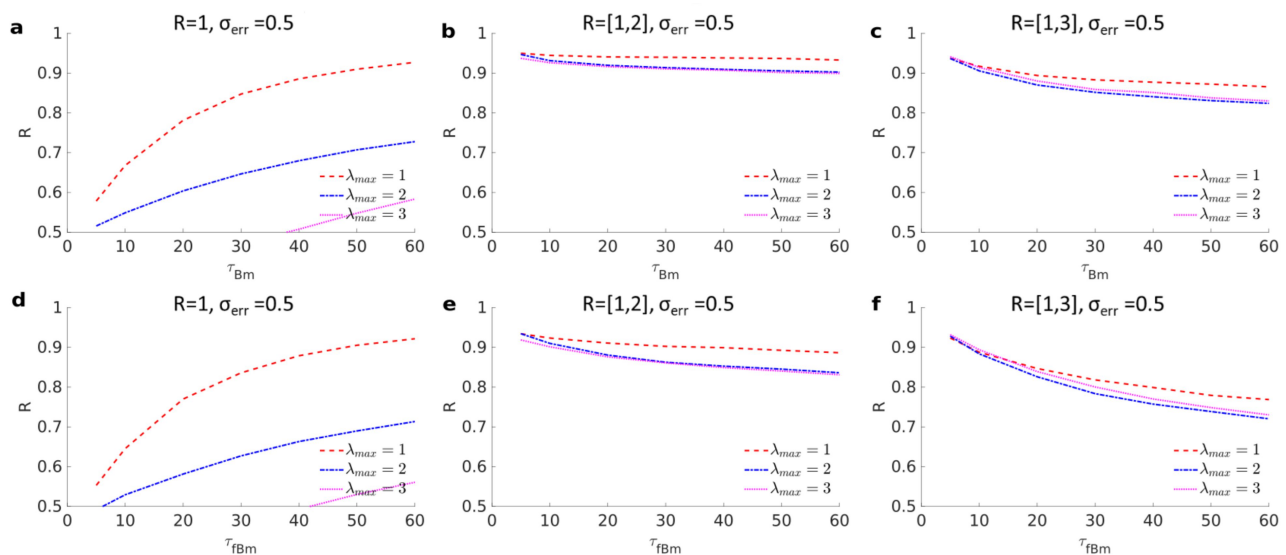 a
R=1, σerr =0.5
1
0.9
0.8
0.7
0.6
0.5
R
0 10 20 30 40 50 60
τBm
λmax = 1
λmax = 2
λmax = 3
b
R=[1,2], σerr =0.5
1
0.9
0.8
0.7
0.6
0.5
R
0 10 20 30 40 50 60
τBm
λmax = 1
λmax = 2
λmax = 3
c
R=[1,3], σerr =0.5
1
0.9
0.8
0.7
0.6
0.5
R
0 10 20 30 40 50 60
τBm
λmax = 1
λmax = 2
λmax = 3
d
R=1, σerr =0.5
1
0.9
0.8
0.7
0.6
0.5
R
0 10 20 30 40 50 60
τfBm
λmax = 1
λmax = 2
λmax = 3
e
R=[1,2], σerr =0.5
1
0.9
0.8
0.7
0.6
0.5
R
0 10 20 30 40 50 60
τfBm
λmax = 1
λmax = 2
λmax = 3
f
R=[1,3], σerr =0.5
1
0.9
0.8
0.7
0.6
0.5
R
0 10 20 30 40 50 60
τfBm
λmax = 1
λmax = 2
λmax = 3